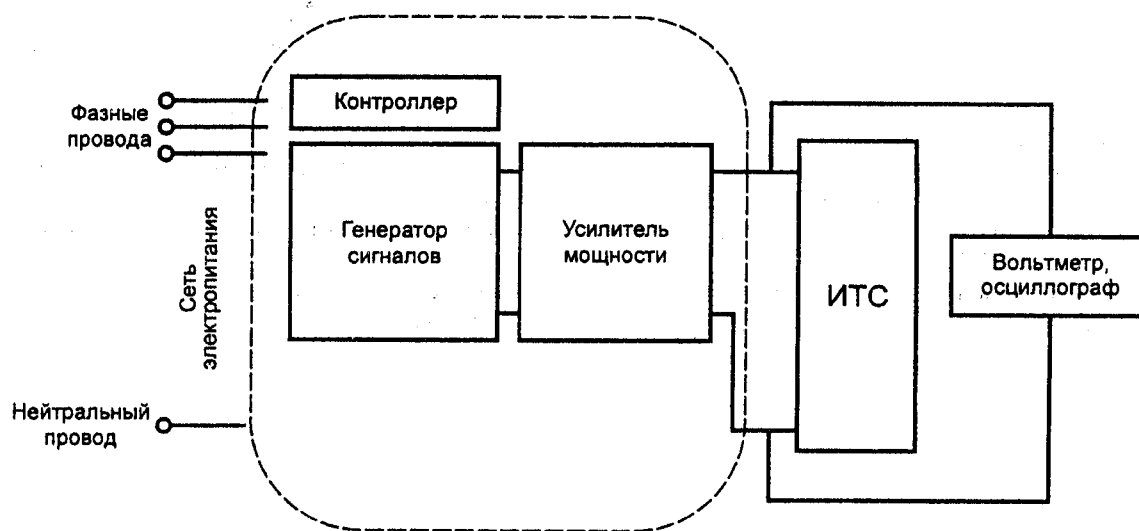 Контроллер
Фазные
провода
Генератор
сигналов
Усилитель
мощности
Сеть
электропитания
ИТС
Вольтметр,
осциллограф
Нейтральный
провод